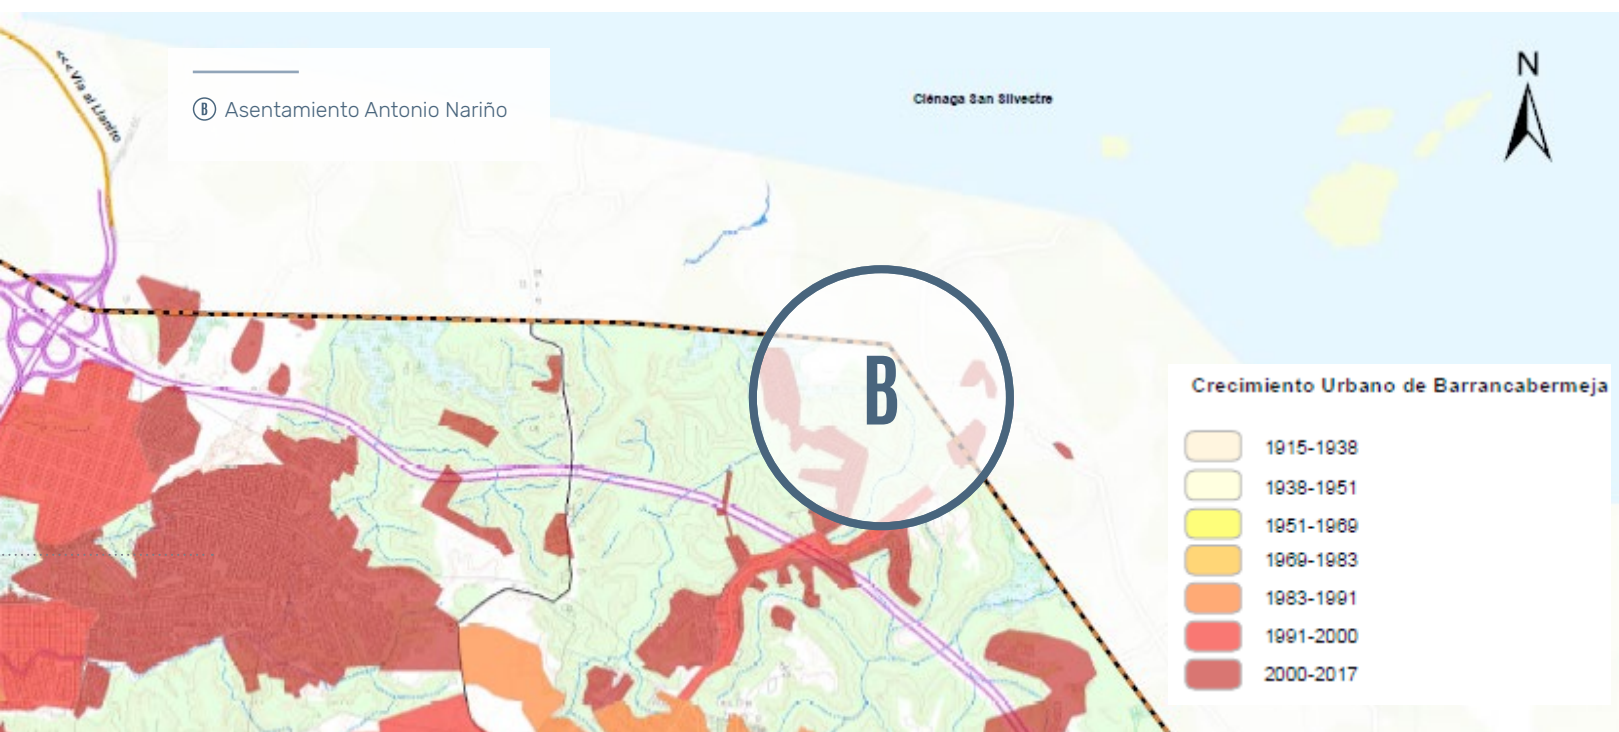 <<< Vía al Llanito
Ⓑ Asentamiento Antonio Nariño
Ciénaga San Silvestre
N
B
Crecimiento Urbano de Barrancabermeja
1915-1938
1938-1951
1951-1969
1969-1983
1983-1991
1991-2000
2000-2017